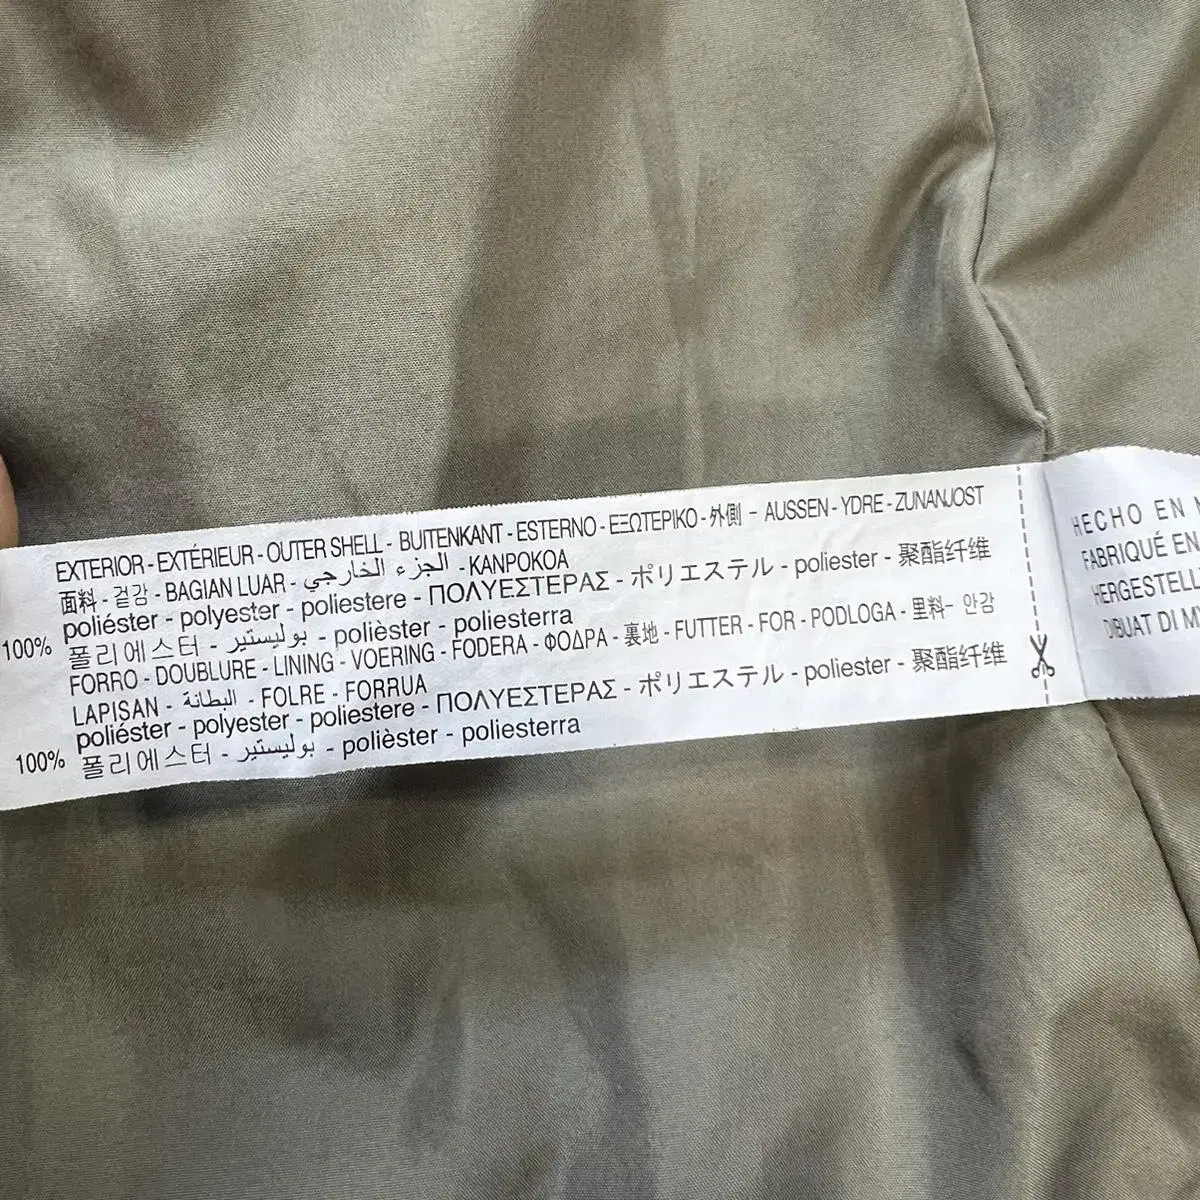 EXTERIOR - EXTÉRIEUR - OUTER SHELL - BUITENKANT - ESTERNO - ΕΞΩΤΕΡΙΚΟ - 外側 - AUSSEN - YDRE - ZUNANJOST
面料 - 겉감 - BAGIAN LUAR - الجزء الخارجي - KANPOKOA
100% poliéster - polyester - poliestere - ΠΟΛΥΕΣΤΕΡΑΣ - ポリエステル - poliester - 聚酯纤维
폴리에스터 - بوليستير - polièster - poliesterra
FORRO - DOUBLURE - LINING - VOERING - FODERA - ΦΟΔΡΑ - 裏地 - FUTTER - FOR - PODLOGA - 里料 - 안감
LAPISAN - البطانة - FOLRE - FORRUA
100% poliéster - polyester - poliestere - ΠΟΛΥΕΣΤΕΡΑΣ - ポリエステル - poliester - 聚酯纤维
폴리에스터 - بوليستير - polièster - poliesterra
HECHO EN
FABRIQUÉ EN
DIBUAT DI